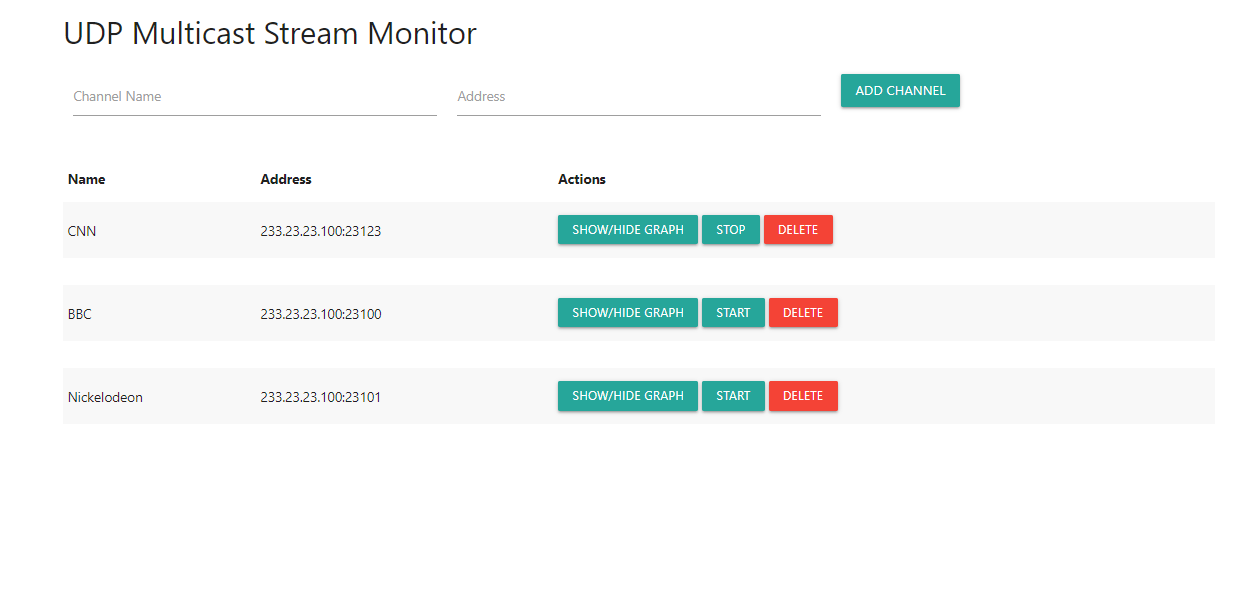 UDP Multicast Stream Monitor
Channel Name Address ADD CHANNEL
Name Address Actions
CNN 233.23.23.100:23123 SHOW/HIDE GRAPH STOP DELETE
BBC 233.23.23.100:23100 SHOW/HIDE GRAPH START DELETE
Nickelodeon 233.23.23.100:23101 SHOW/HIDE GRAPH START DELETE